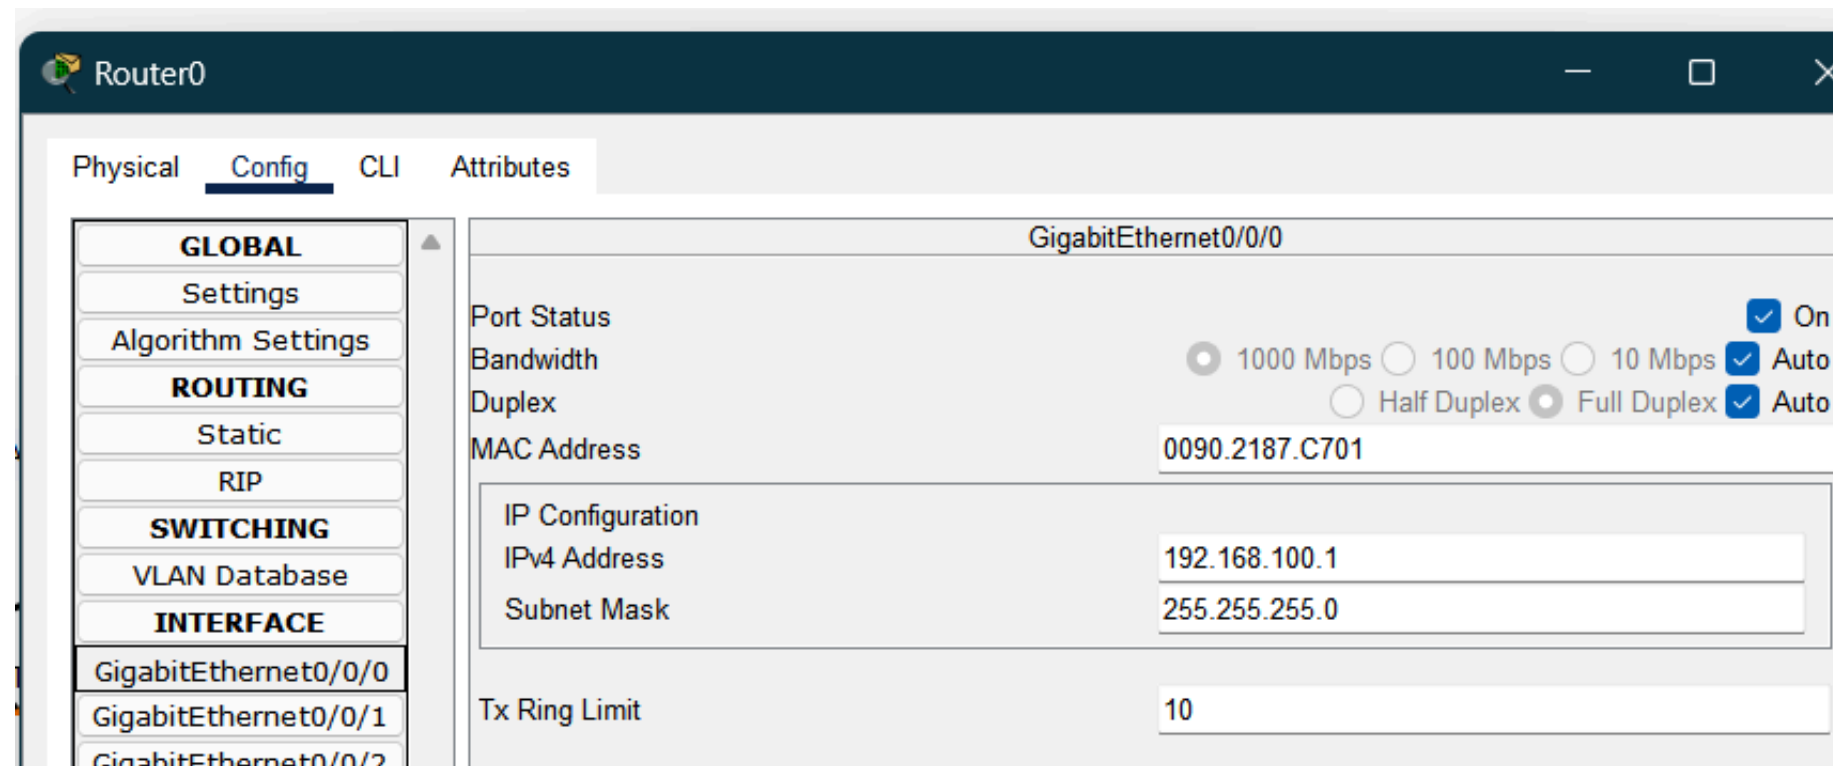 Router0
Physical Config CLI Attributes
GLOBAL
Settings
Algorithm Settings
ROUTING
Static
RIP
SWITCHING
VLAN Database
INTERFACE
GigabitEthernet0/0/0
GigabitEthernet0/0/1
GigabitEthernet0/0/2
GigabitEthernet0/0/0
Port Status On
Bandwidth 1000 Mbps 100 Mbps 10 Mbps Auto
Duplex Half Duplex Full Duplex Auto
MAC Address 0090.2187.C701
IP Configuration
IPv4 Address 192.168.100.1
Subnet Mask 255.255.255.0
Tx Ring Limit 10